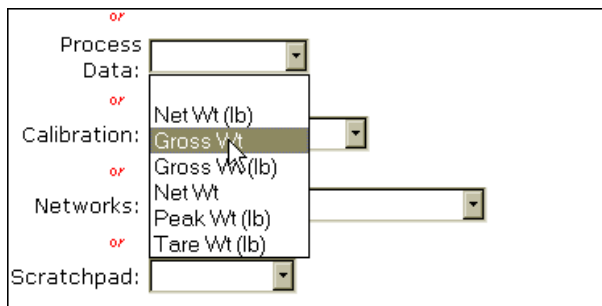 or
Process
Data:
or
Net Wt (lb)
Calibration:
Gross Wt
or
Gross Wt (lb)
Net Wt
Networks:
Peak Wt (lb)
or
Tare Wt (lb)
Scratchpad: